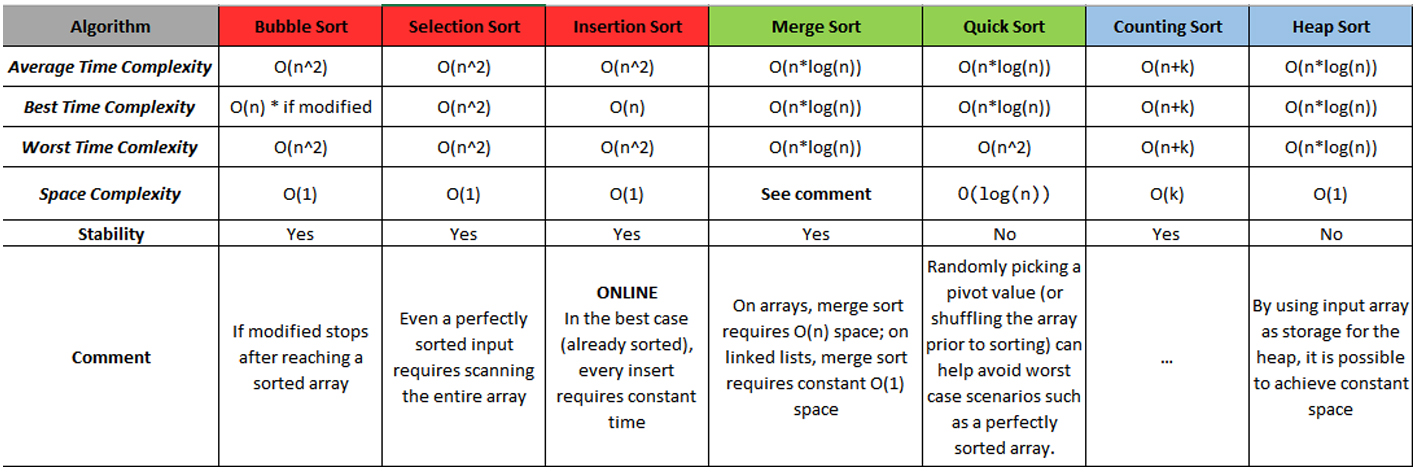 Algorithm Bubble Sort Selection Sort Insertion Sort Merge Sort Quick Sort Counting Sort Heap Sort
Average Time Complexity O(n^2) O(n^2) O(n^2) O(n*log(n)) O(n*log(n)) O(n+k) O(n*log(n))
Best Time Complexity O(n) * if modified O(n^2) O(n) O(n*log(n)) O(n*log(n)) O(n+k) O(n*log(n))
Worst Time Comlexity O(n^2) O(n^2) O(n^2) O(n*log(n)) O(n^2) O(n+k) O(n*log(n))
Space Complexity O(1) O(1) O(1) See comment O(log(n)) O(k) O(1)
Stability Yes Yes Yes Yes No Yes No
Comment
If modified stops
after reaching a
sorted array
Even a perfectly
sorted input
requires scanning
the entire array
ONLINE
In the best case
(already sorted),
every insert
requires constant
time
On arrays, merge sort
requires O(n) space; on
linked lists, merge sort
requires constant O(1)
space
Randomly picking a
pivot value (or
shuffling the array
prior to sorting) can
help avoid worst
case scenarios such
as a perfectly
sorted array.
...
By using input array
as storage for the
heap, it is possible
to achieve constant
space